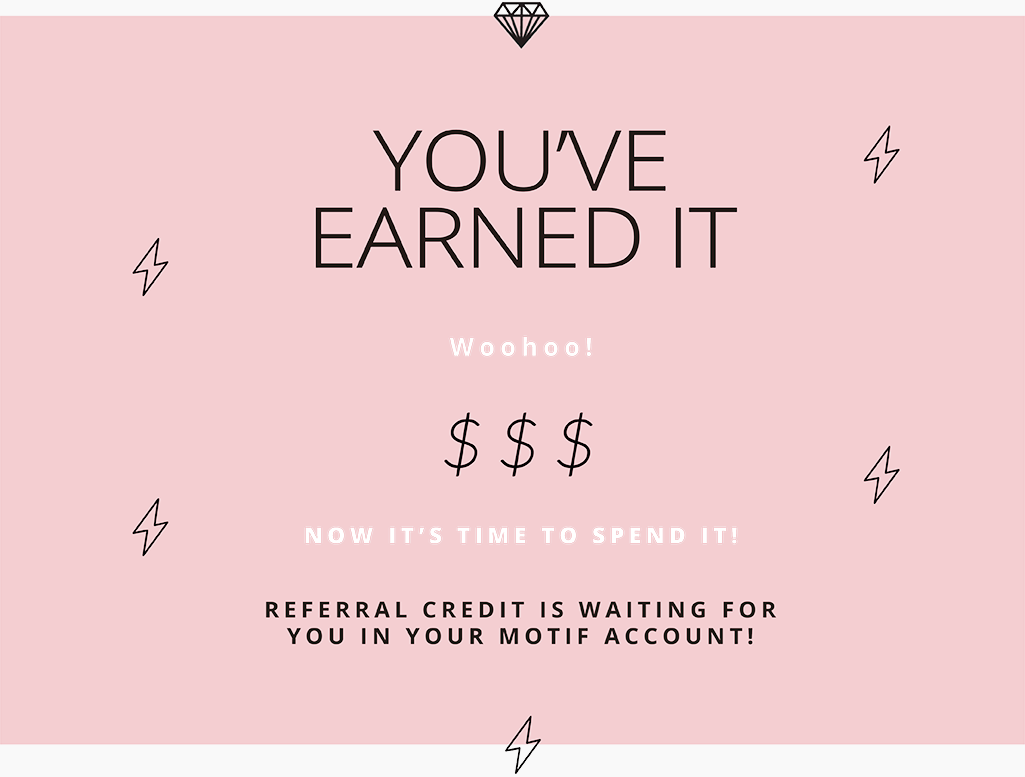 YOU'VE
EARNED IT
Woohoo!
$ $ $
NOW IT'S TIME TO SPEND IT!
REFERRAL CREDIT IS WAITING FOR
YOU IN YOUR MOTIF ACCOUNT!